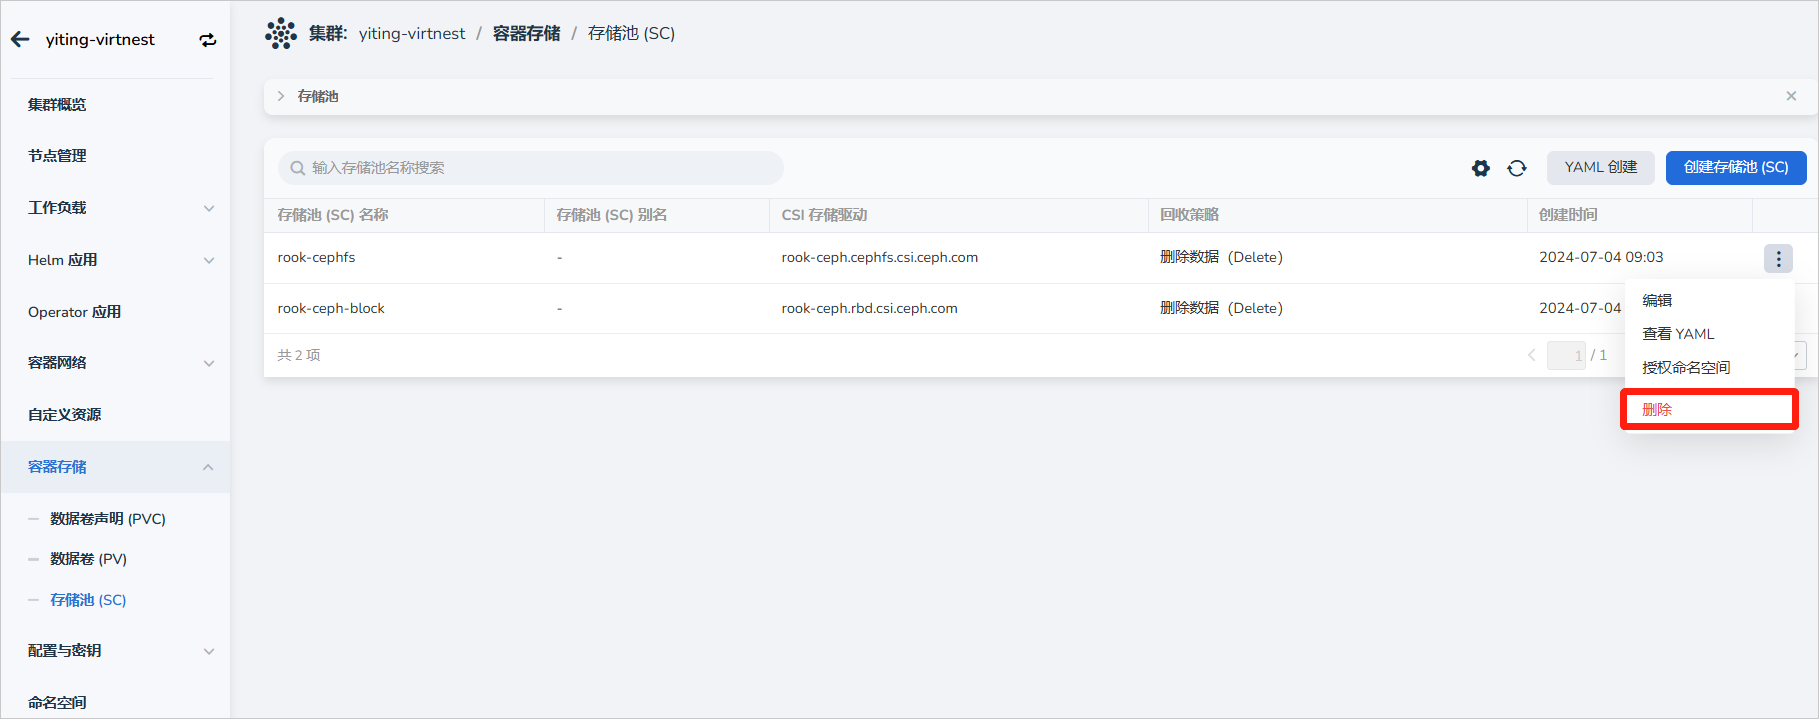 yiting-virtnest
集群概览
节点管理
工作负载
Helm 应用
Operator 应用
容器网络
自定义资源
容器存储
数据卷声明 (PVC)
数据卷 (PV)
存储池 (SC)
配置与密钥
命名空间
集群: yiting-virtnest / 容器存储 / 存储池 (SC)
存储池
输入存储池名称搜索
YAML 创建
创建存储池 (SC)
存储池 (SC) 名称 存储池 (SC) 别名 CSI 存储驱动 回收策略 创建时间
rook-cephfs - rook-ceph.cephfs.csi.ceph.com 删除数据（Delete） 2024-07-04 09:03
rook-ceph-block - rook-ceph.rbd.csi.ceph.com 删除数据（Delete） 2024-07-04
共 2 项
1 / 1
编辑
查看 YAML
授权命名空间
删除